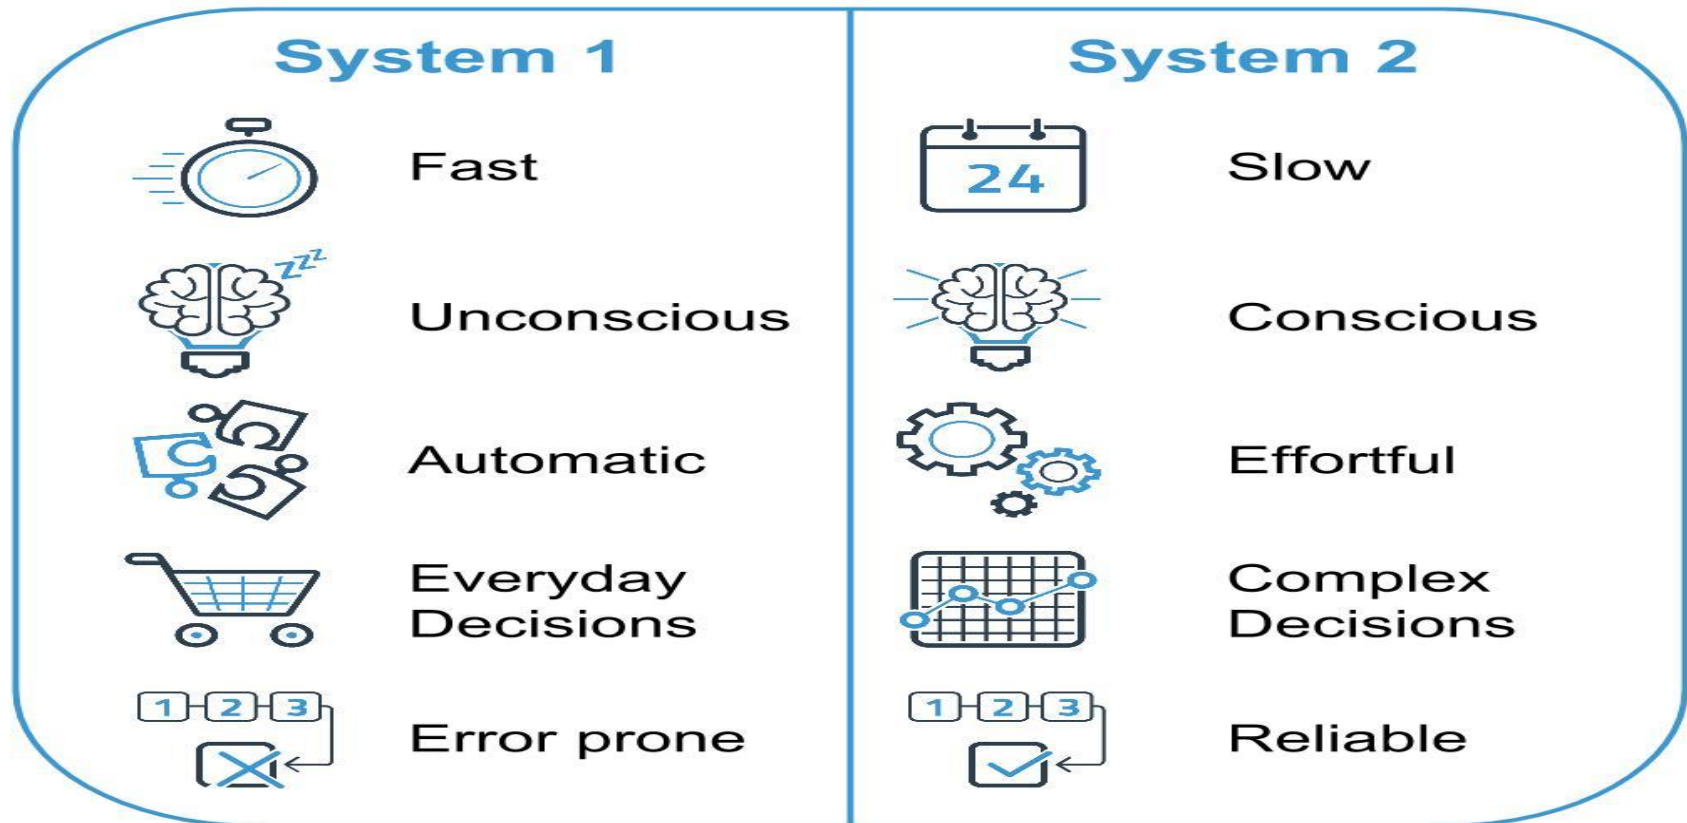 System 1
Fast
zzz
Unconscious
Automatic
Everyday
Decisions
1 2 3
Error prone
System 2
24
Slow
Conscious
Effortful
Complex
Decisions
1 2 3
Reliable